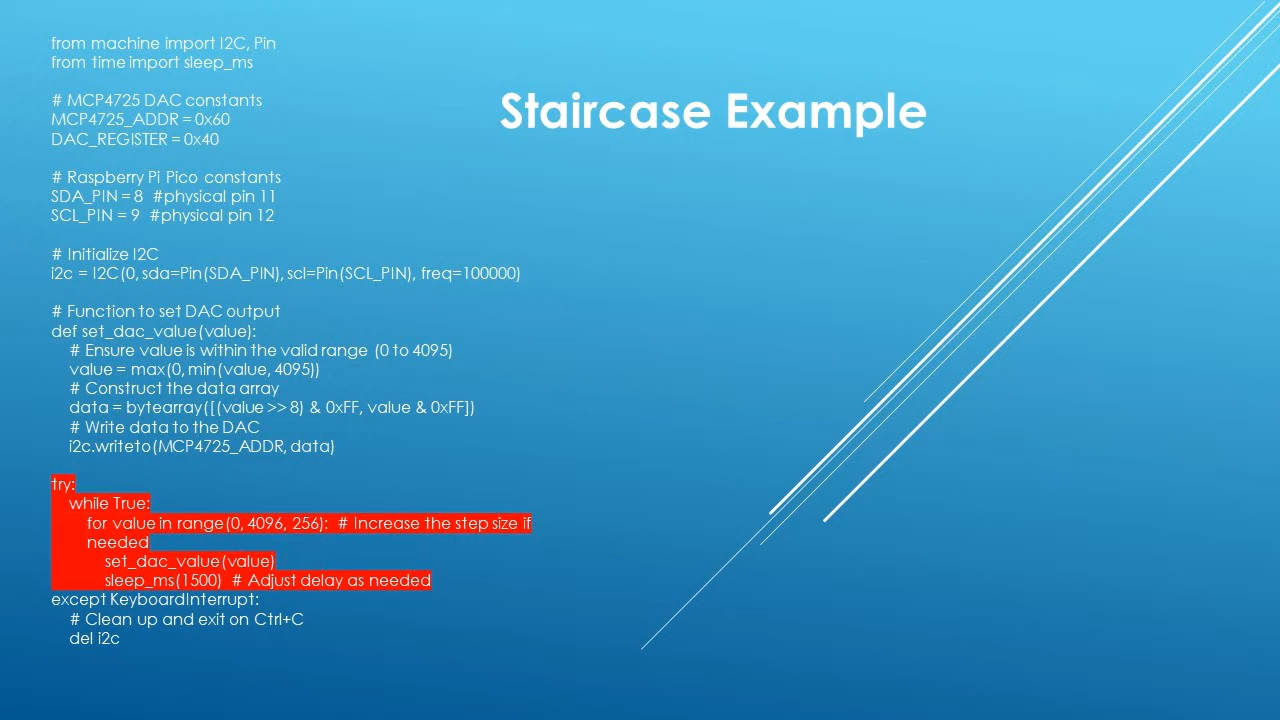 from machine import I2C, Pin
from time import sleep_ms
# MCP4725 DAC constants
MCP4725_ADDR = 0x60
DAC_REGISTER = 0x40
# Raspberry Pi Pico constants
SDA_PIN = 8  #physical pin 11
SCL_PIN = 9  #physical pin 12
# Initialize I2C
i2c = I2C(0, sda=Pin(SDA_PIN), scl=Pin(SCL_PIN), freq=100000)
# Function to set DAC output
def set_dac_value(value):
    # Ensure value is within the valid range (0 to 4095)
    value = max(0, min(value, 4095))
    # Construct the data array
    data = bytearray([(value >> 8) & 0xFF, value & 0xFF])
    # Write data to the DAC
    i2c.writeto(MCP4725_ADDR, data)
try:
    while True:
        for value in range(0, 4096, 256):  # Increase the step size if
        needed
            set_dac_value(value)
            sleep_ms(1500)  # Adjust delay as needed
except KeyboardInterrupt:
    # Clean up and exit on Ctrl+C
    del i2c
Staircase Example